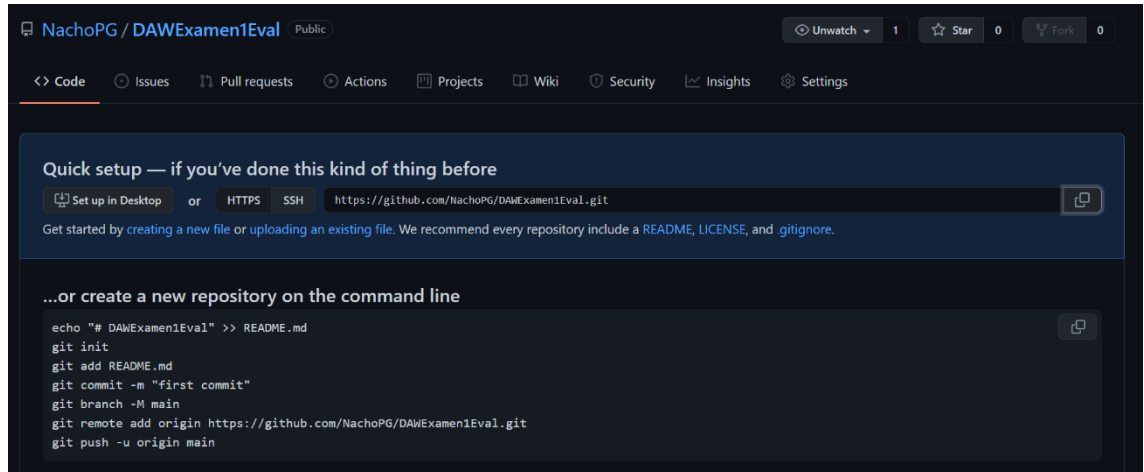 NachoPG / DAWExamen1Eval Public Unwatch 1 Star 0 Fork 0
<> Code Issues Pull requests Actions Projects Wiki Security Insights Settings
Quick setup — if you've done this kind of thing before
Set up in Desktop or HTTPS SSH https://github.com/NachoPG/DAWExamen1Eval.git
Get started by creating a new file or uploading an existing file. We recommend every repository include a README, LICENSE, and .gitignore.
...or create a new repository on the command line
echo "# DAWExamen1Eval" >> README.md
git init
git add README.md
git commit -m "first commit"
git branch -M main
git remote add origin https://github.com/NachoPG/DAWExamen1Eval.git
git push -u origin main